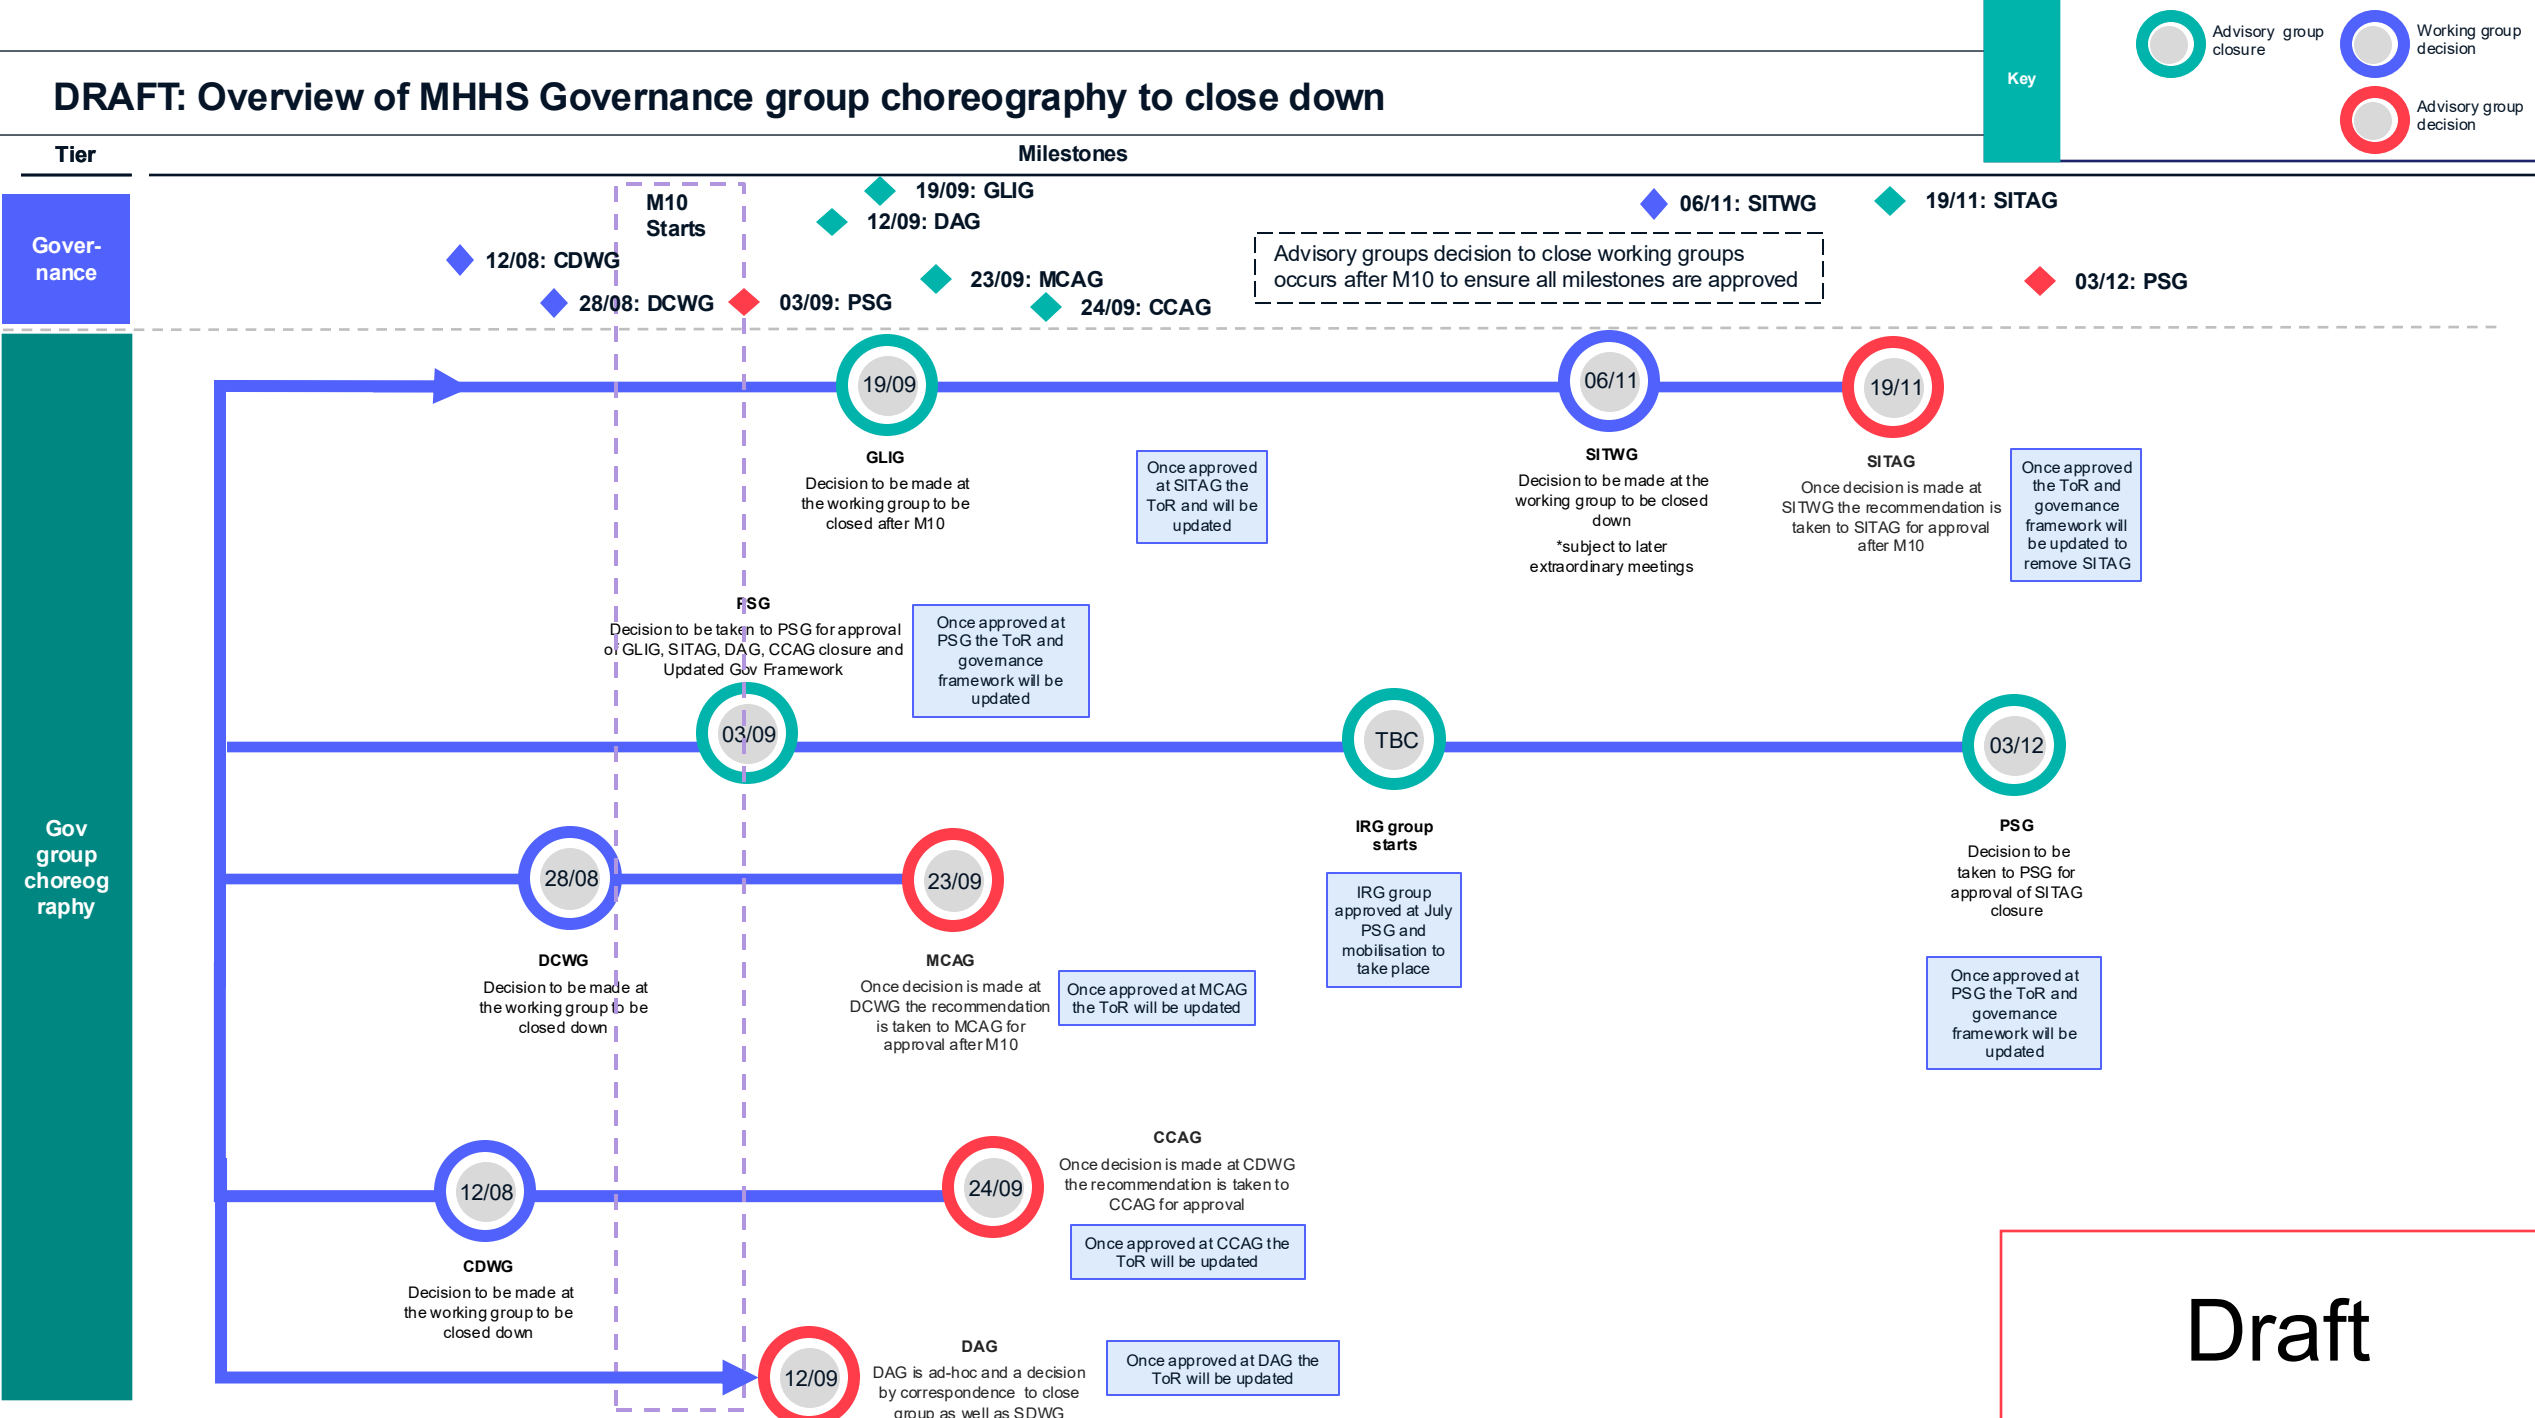 Key
Advisory group
closure
Working group
decision
Advisory group
decision
DRAFT: Overview of MHHS Governance group choreography to close down
Tier
Milestones
Gover-
nance
M10
Starts
19/09: GLIG
12/09: DAG
12/08: CDWG
28/08: DCWG
03/09: PSG
23/09: MCAG
24/09: CCAG
Advisory groups decision to close working groups
occurs after M10 to ensure all milestones are approved
06/11: SITWG
19/11: SITAG
03/12: PSG
Gov
group
choreog
raphy
19/09
GLIG
Decision to be made at
the working group to be
closed after M10
Once approved
at SITAG the
ToR and will be
updated
06/11
SITWG
Decision to be made at the
working group to be closed
down
*subject to later
extraordinary meetings
19/11
SITAG
Once decision is made at
SITWG the recommendation is
taken to SITAG for approval
after M10
Once approved
the ToR and
governance
framework will
be updated to
remove SITAG
PSG
Decision to be taken to PSG for approval
of GLIG, SITAG, DAG, CCAG closure and
Updated Gov Framework
03/09
Once approved at
PSG the ToR and
governance
framework will be
updated
TBC
IRG group
starts
IRG group
approved at July
PSG and
mobilisation to
take place
03/12
PSG
Decision to be
taken to PSG for
approval of SITAG
closure
Once approved at
PSG the ToR and
governance
framework will be
updated
28/08
DCWG
Decision to be made at
the working group to be
closed down
23/09
MCAG
Once decision is made at
DCWG the recommendation
is taken to MCAG for
approval after M10
Once approved at MCAG
the ToR will be updated
12/08
CDWG
Decision to be made at
the working group to be
closed down
24/09
CCAG
Once decision is made at CDWG
the recommendation is taken to
CCAG for approval
Once approved at CCAG the
ToR will be updated
12/09
DAG
DAG is ad-hoc and a decision
by correspondence to close
group as well as SDWG
Once approved at DAG the
ToR will be updated
Draft